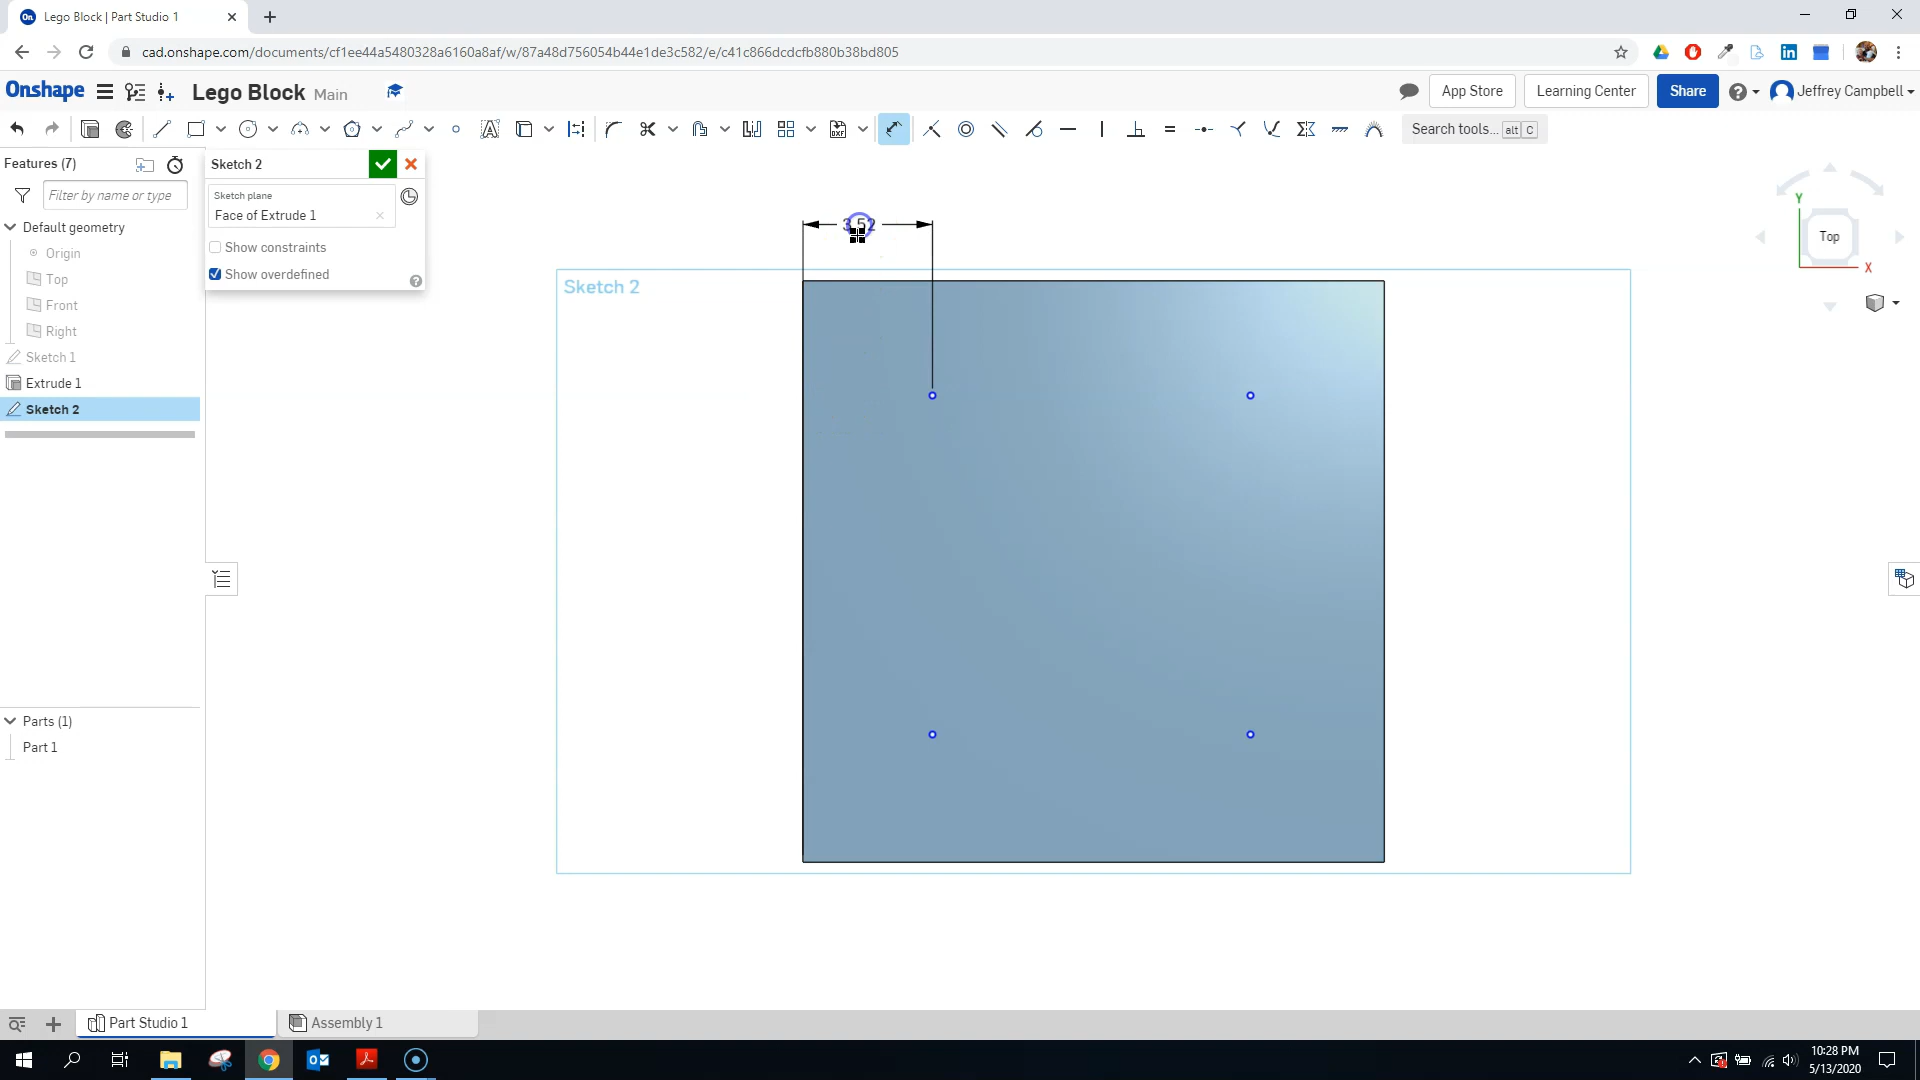 Lego Block | Part Studio 1
cad.onshape.com/documents/cf1ee44a5480328a6160a8af/w/87a48d756054b44e1de3c582/e/c41c866dcdcfb880b38bd805
Onshape
Lego Block Main
App Store
Learning Center
Share
Jeffrey Campbell
Search tools... alt C
Features (7)
Filter by name or type
Default geometry
Origin
Top
Front
Right
Sketch 1
Extrude 1
Sketch 2
Parts (1)
Part 1
Sketch 2
Sketch plane
Face of Extrude 1
Show constraints
Show overdefined
3.52
Sketch 2
Y
Top
X
Part Studio 1
Assembly 1
10:28 PM
5/13/2020